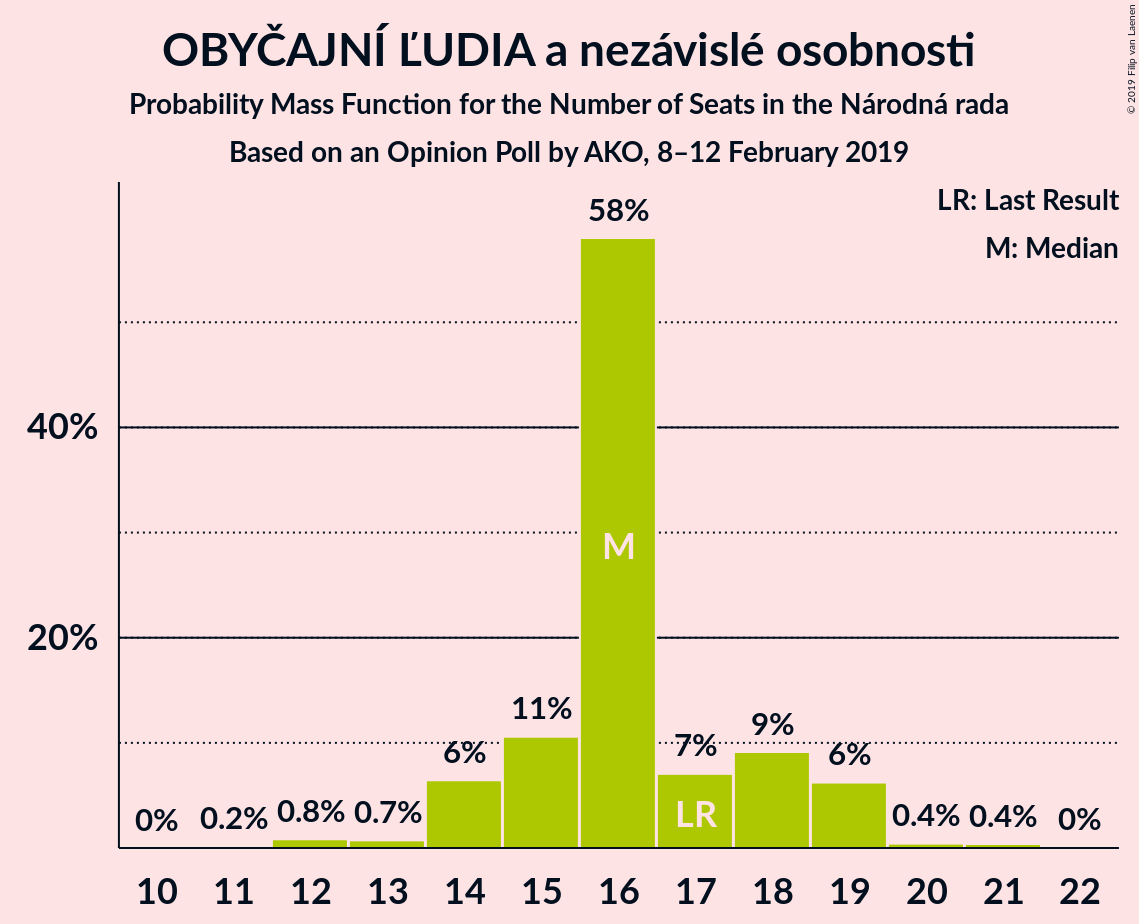 OBYČAJNÍ ĽUDIA a nezávislé osobnosti
Probability Mass Function for the Number of Seats in the Národná rada
Based on an Opinion Poll by AKO, 8–12 February 2019
© 2019 Filip van Laenen
LR: Last Result
M: Median
40%
20%
0%
0.2%
0.8%
0.7%
6%
11%
58%
7%
9%
6%
0.4%
0.4%
0%
M
LR
10 11 12 13 14 15 16 17 18 19 20 21 22